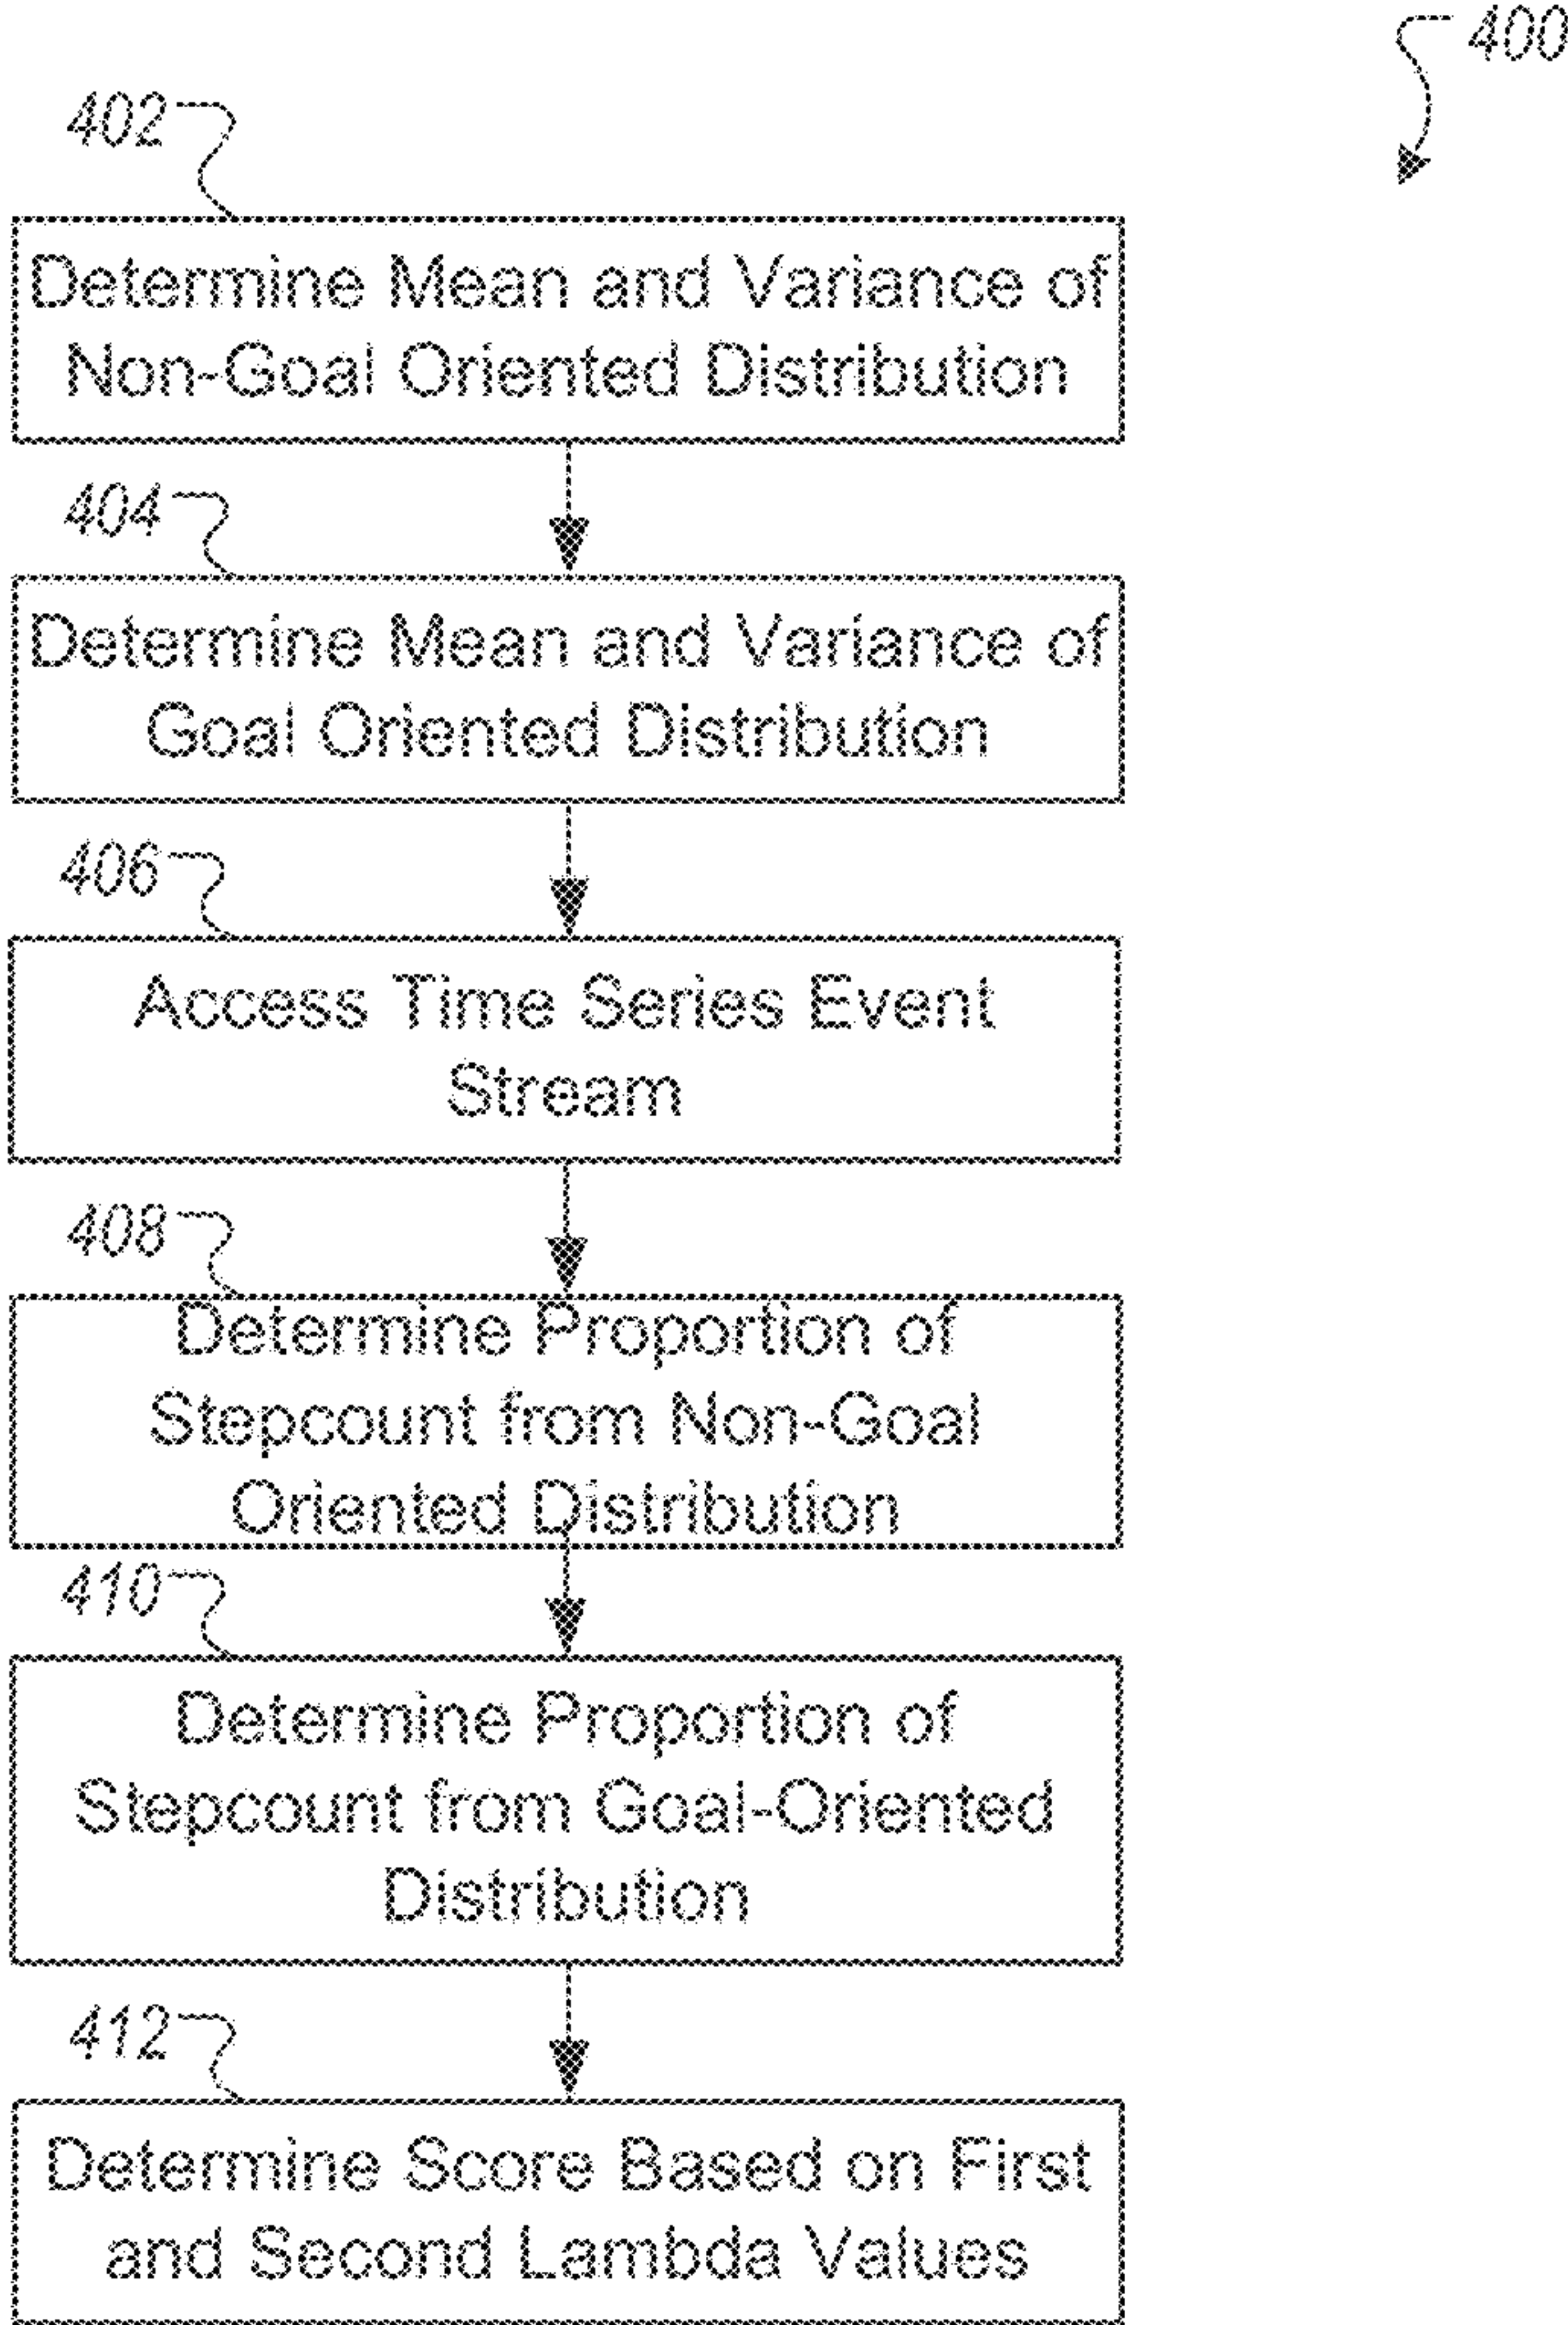 400
402
Determine Mean and Variance of
Non-Goal Oriented Distribution
404
Determine Mean and Variance of
Goal Oriented Distribution
406
Access Time Series Event
Stream
408
Determine Proportion of
Stepcount from Non-Goal
Oriented Distribution
410
Determine Proportion of
Stepcount from Goal-Oriented
Distribution
412
Determine Score Based on First
and Second Lambda Values